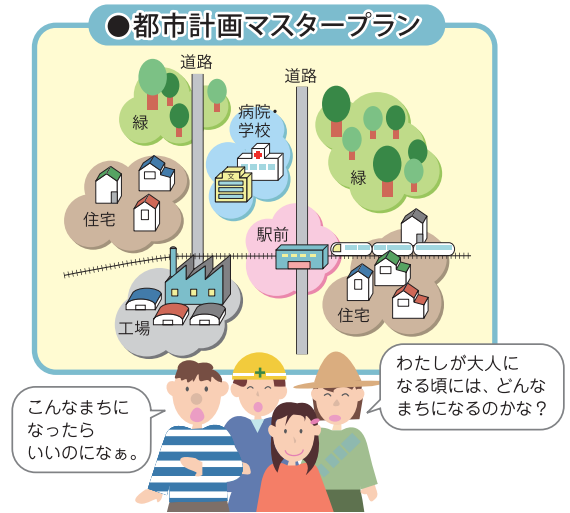 ●都市計画マスタープラン
道路
道路
緑
病院・
学校
文
緑
住宅
駅前
工場
住宅
こんなまちに
なったら
いいのになぁ。
わたしが大人に
なる頃には、どんな
まちになるのかな？